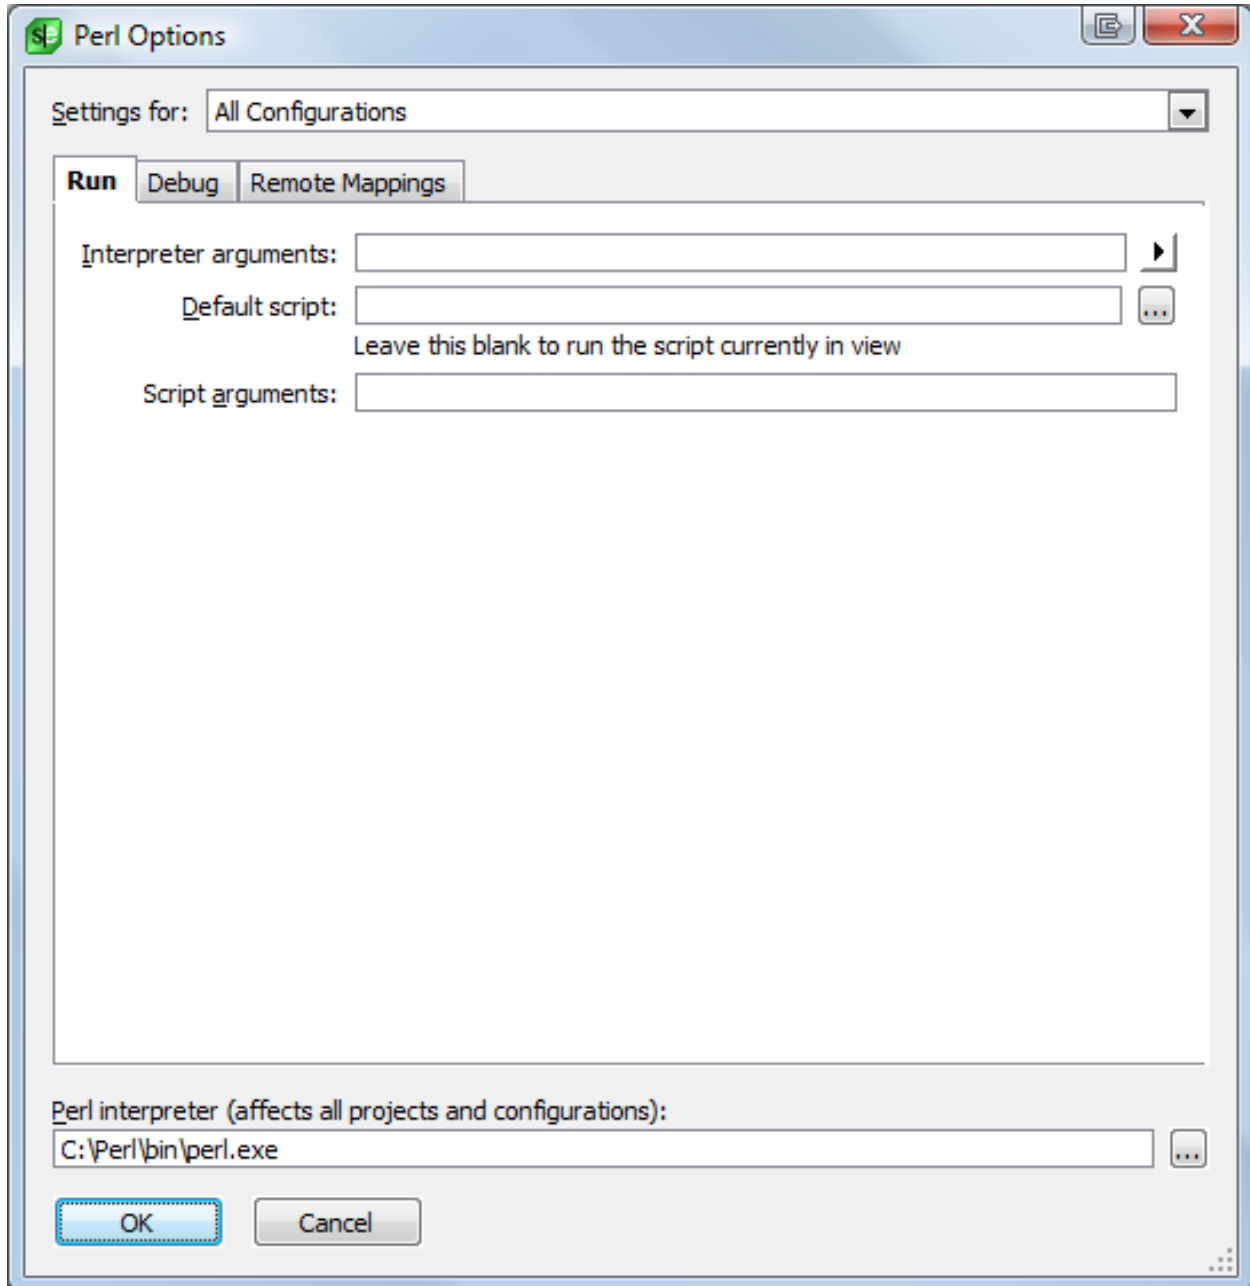 Perl Options
Settings for: All Configurations
Run Debug Remote Mappings
Interpreter arguments:
Default script: ...
Leave this blank to run the script currently in view
Script arguments:
Perl interpreter (affects all projects and configurations):
C:\Perl\bin\perl.exe ...
OK Cancel